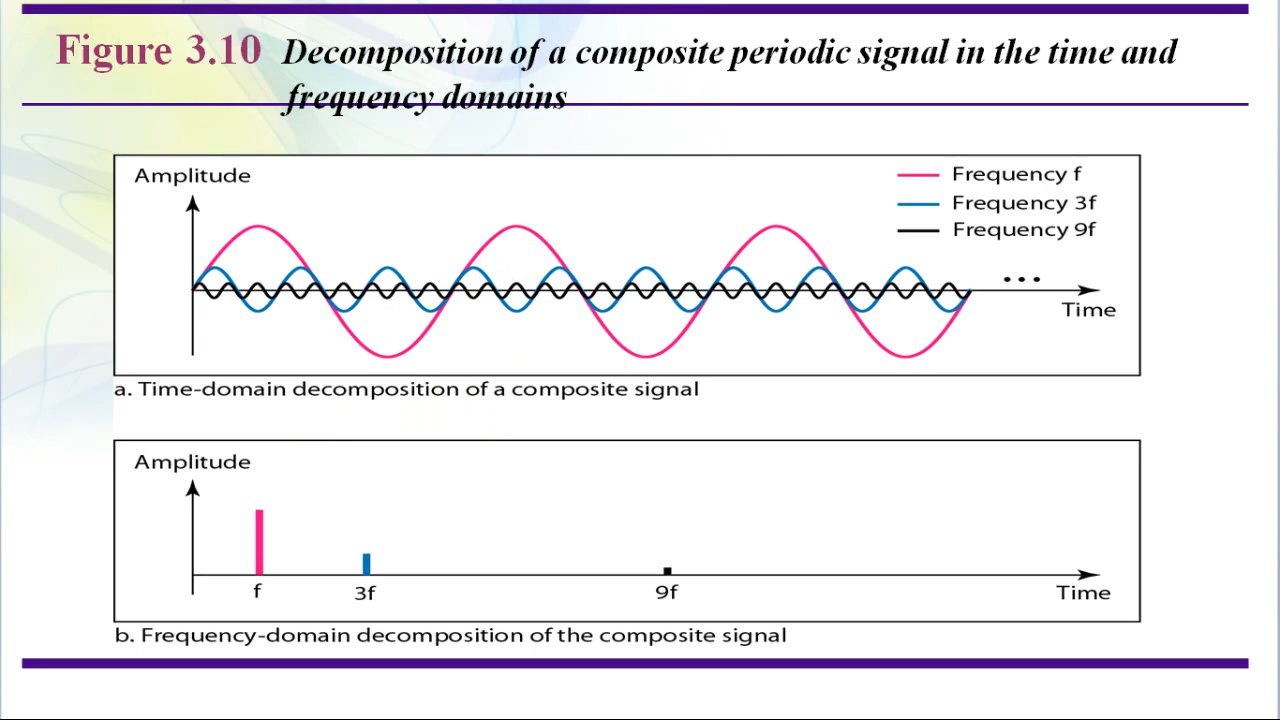 Figure 3.10 Decomposition of a composite periodic signal in the time and
frequency domains
Amplitude
Frequency f
Frequency 3f
Frequency 9f
...
Time
a. Time-domain decomposition of a composite signal
Amplitude
f
3f
9f
Time
b. Frequency-domain decomposition of the composite signal